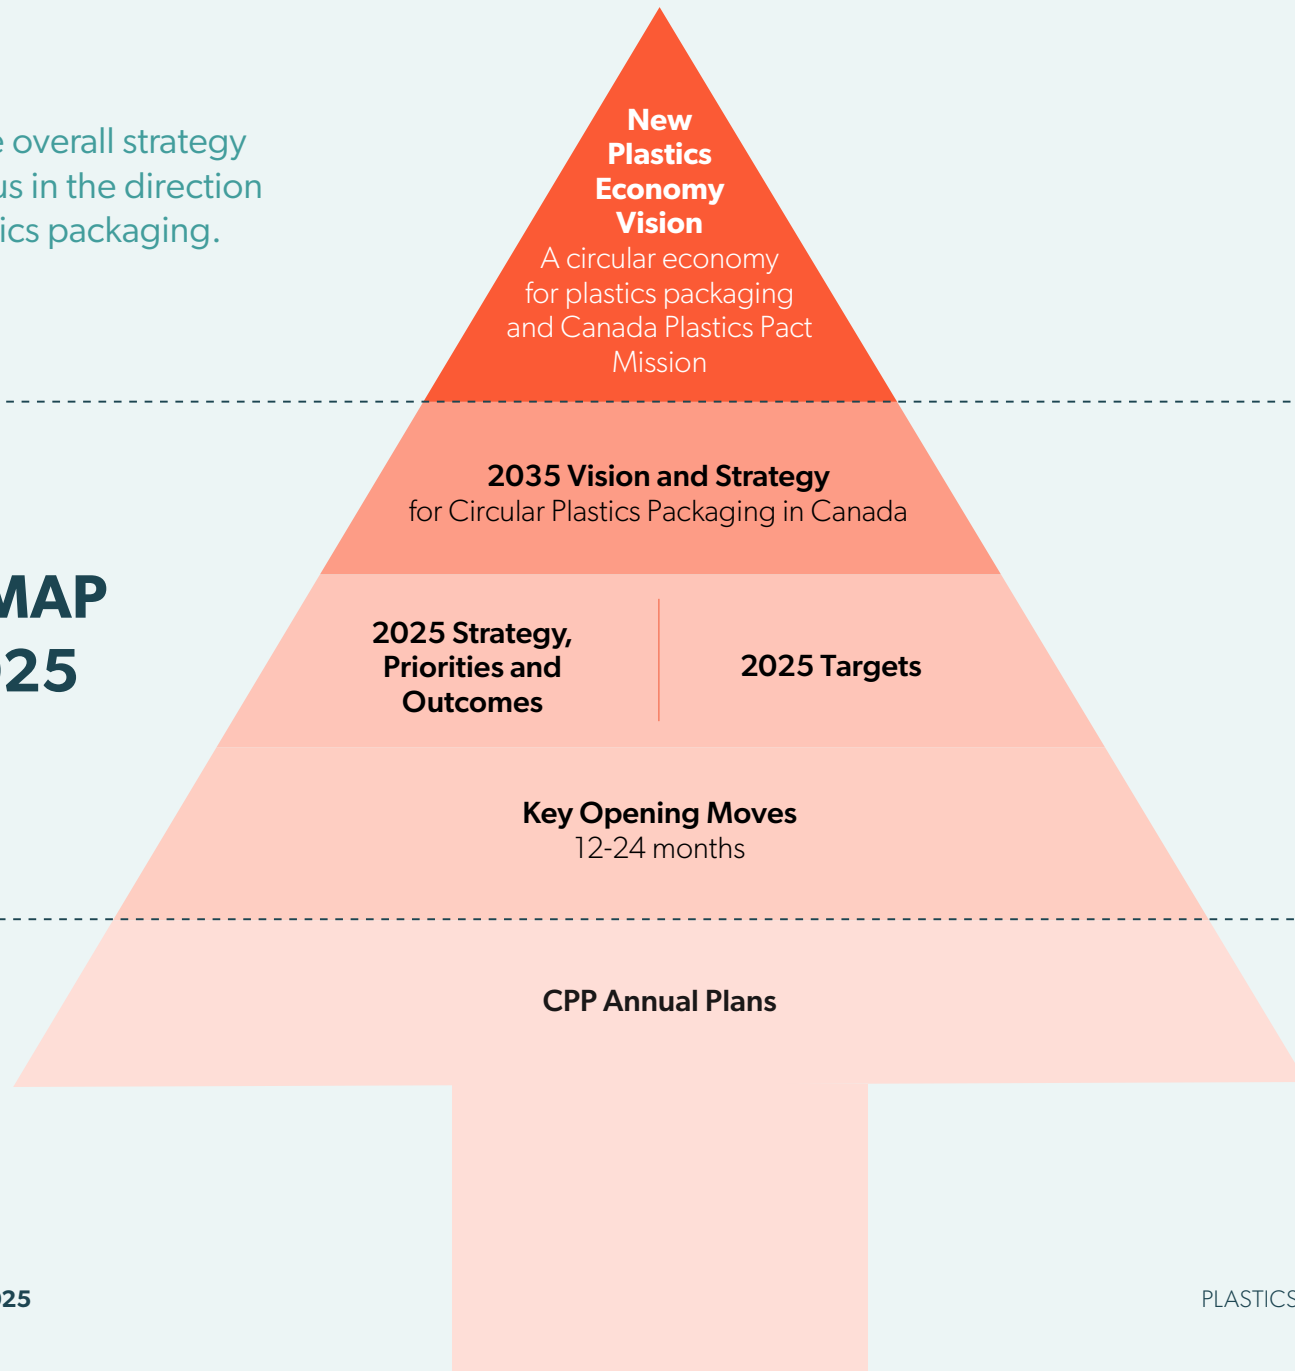 overall strategy
us in the direction
packaging.
New
Plastics
Economy
Vision
A circular economy
for plastics packaging
and Canada Plastics Pact
Mission
2035 Vision and Strategy
for Circular Plastics Packaging in Canada
MAP
25
2025 Strategy,
Priorities and
Outcomes
2025 Targets
Key Opening Moves
12-24 months
CPP Annual Plans
25
PLASTICS